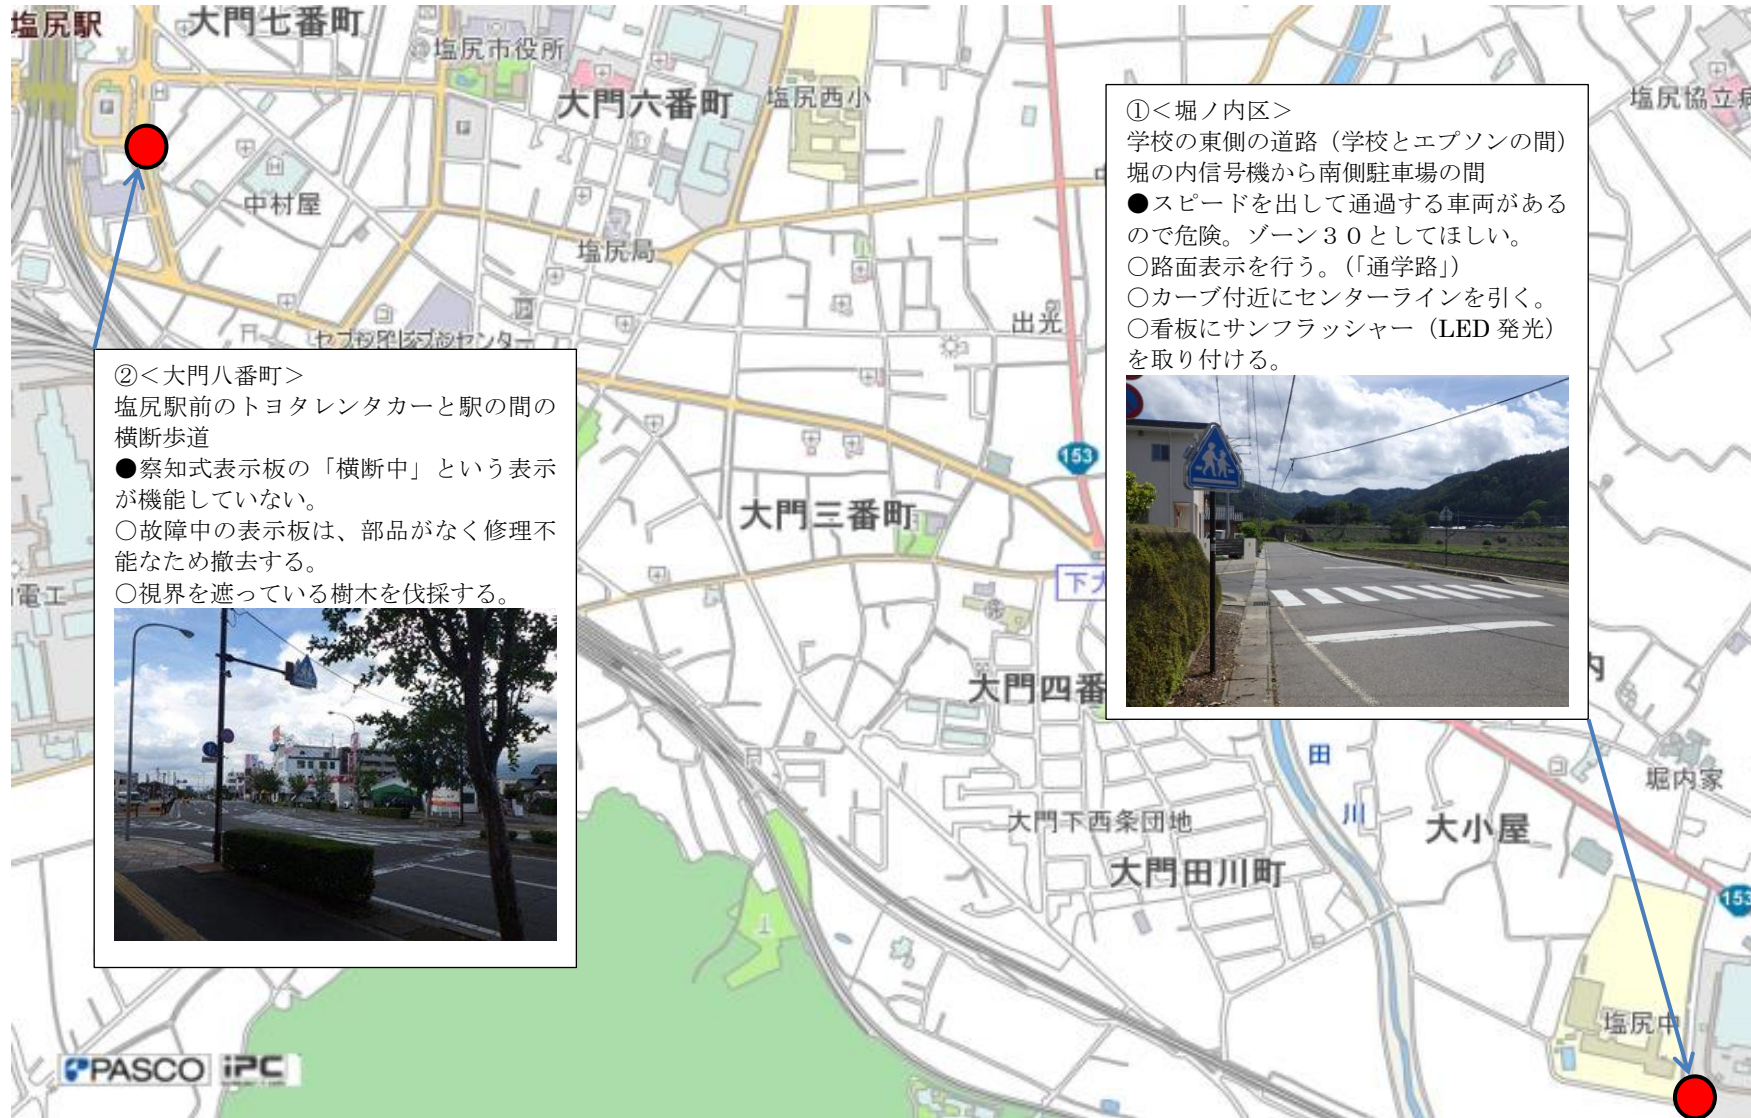 塩尻駅
大門七番町
塩尻市役所
大門六番町
塩尻西小
塩尻協立病
中村屋
塩尻局
出光
①<堀ノ内区>
学校の東側の道路（学校とエプソンの間）
堀の内信号機から南側駐車場の間
●スピードを出して通過する車両がある
ので危険。ゾーン３０としてほしい。
○路面表示を行う。(「通学路」)
○カーブ付近にセンターラインを引く。
○看板にサンフラッシャー（LED 発光）
を取り付ける。
②<大門八番町>
塩尻駅前のトヨタレンタカーと駅の間の
横断歩道
●察知式表示板の「横断中」という表示
が機能していない。
○故障中の表示板は、部品がなく修理不
能なため撤去する。
○視界を遮っている樹木を伐採する。
153
大門三番町
電工
下大
大門四番
内
田
川
堀内家
大門下西条団地
大小屋
大門田川町
153
塩尻中
PASCO iPC